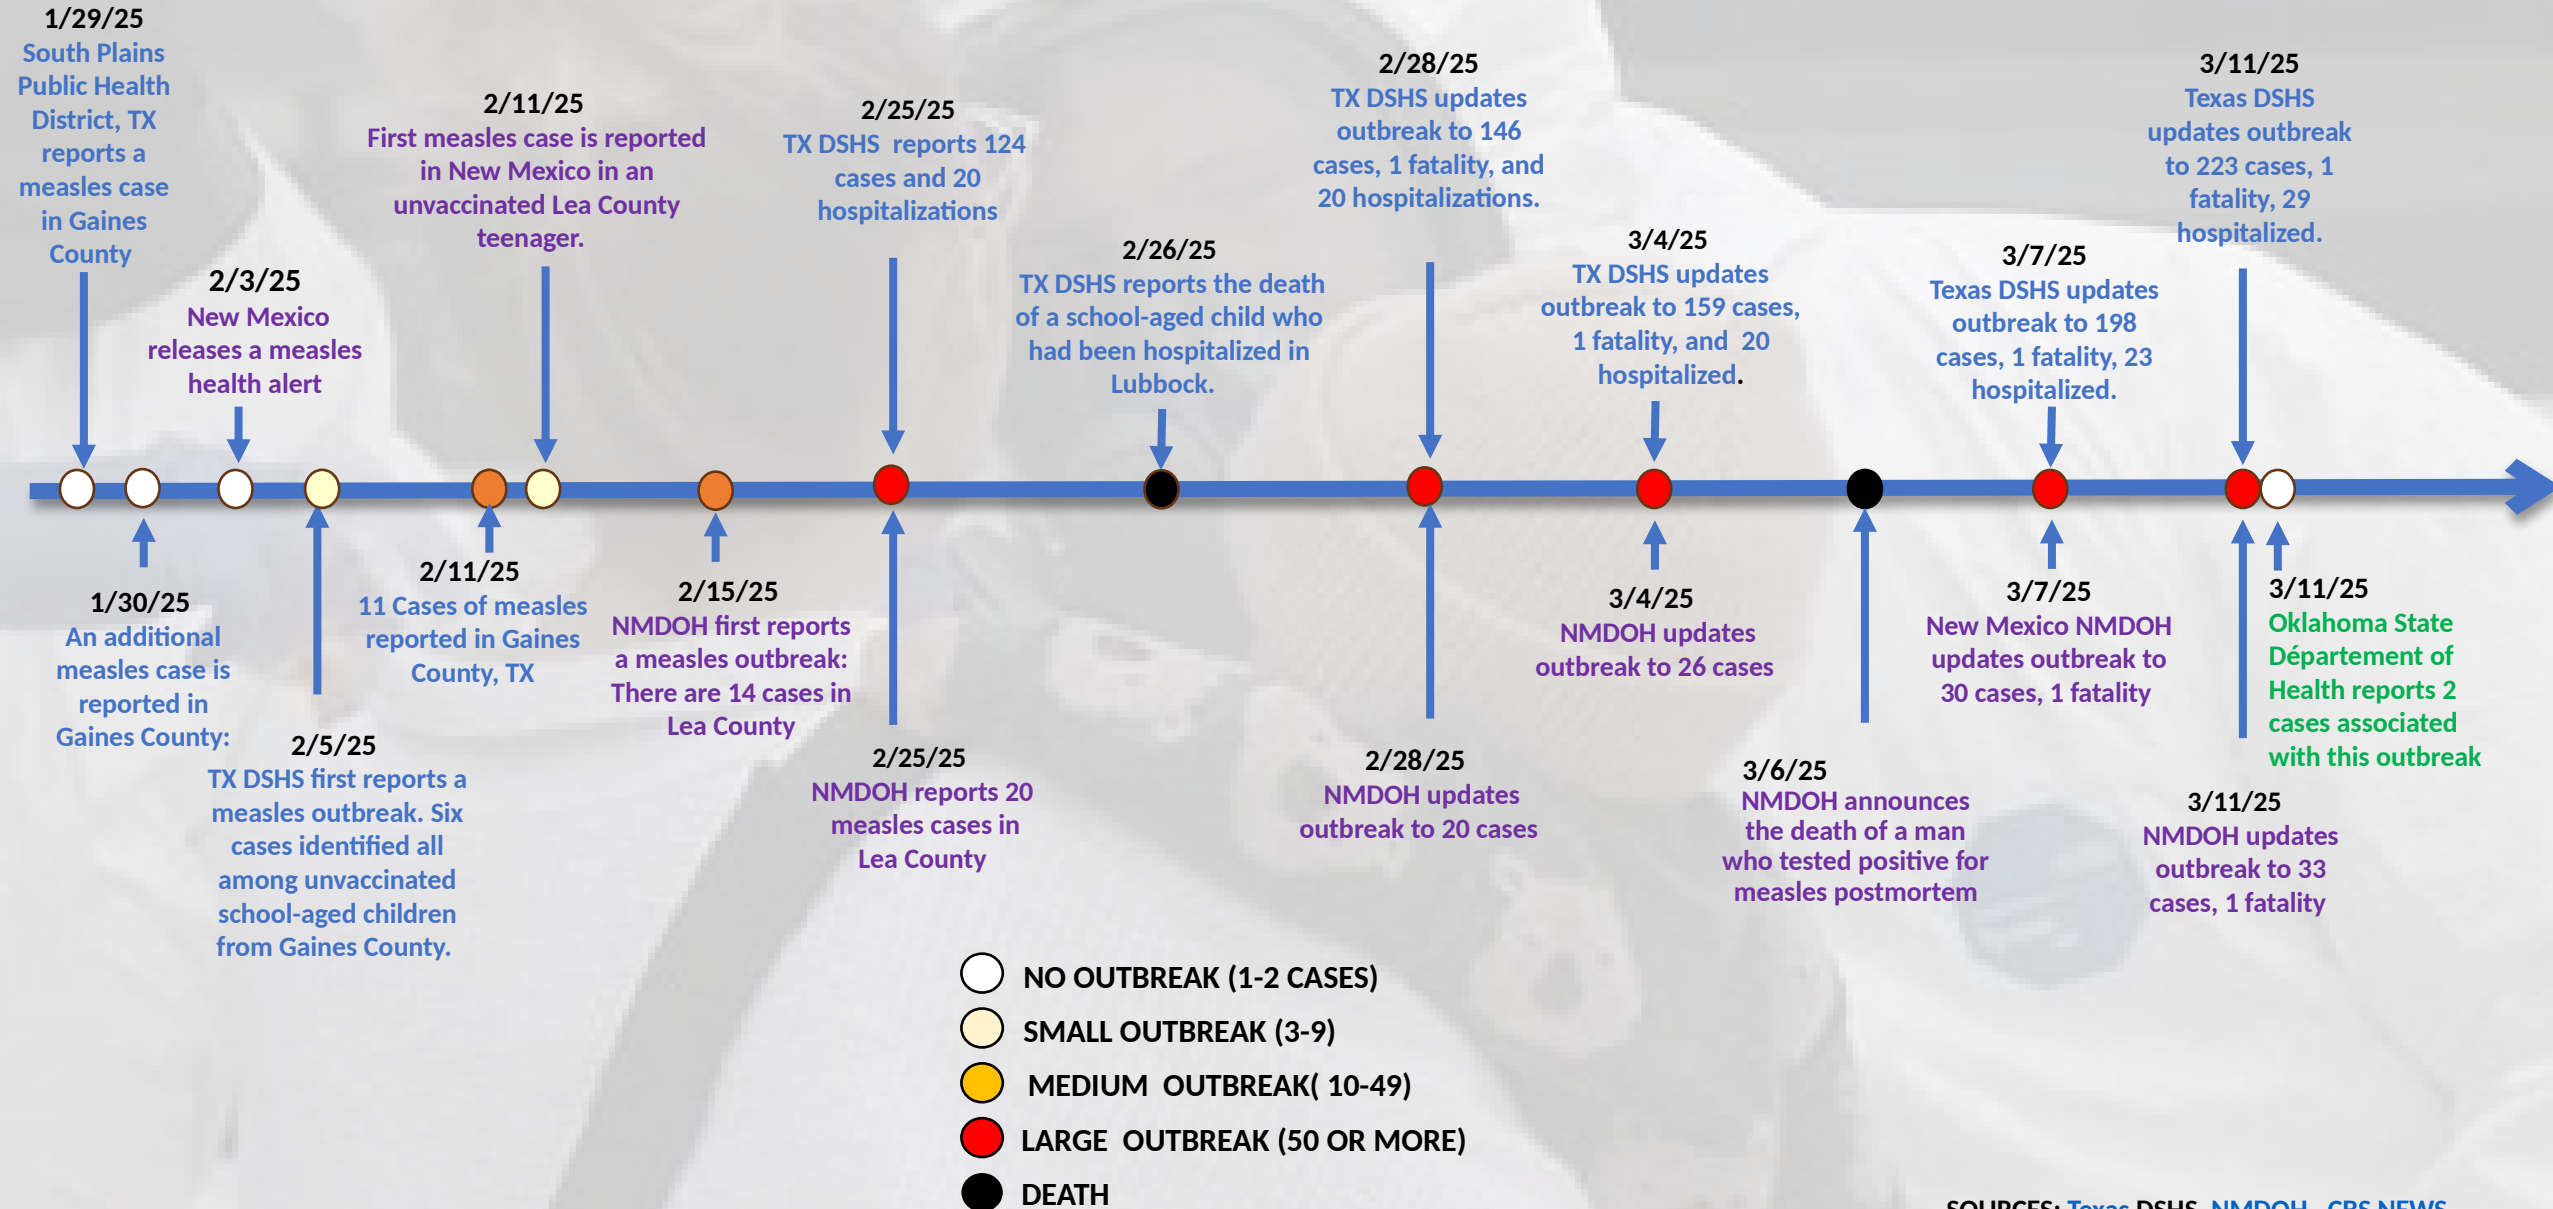 1/29/25
South Plains
Public Health
District, TX
reports a
measles case
in Gaines
County
2/3/25
New Mexico
releases a measles
health alert
2/11/25
First measles case is reported
in New Mexico in an
unvaccinated Lea County
teenager.
2/25/25
TX DSHS  reports 124
cases and 20
hospitalizations
2/26/25
TX DSHS reports the death
of a school-aged child who
had been hospitalized in
Lubbock.
2/28/25
TX DSHS updates
outbreak to 146
cases, 1 fatality, and
20 hospitalizations.
3/4/25
TX DSHS updates
outbreak to 159 cases,
1 fatality, and  20
hospitalized.
3/7/25
Texas DSHS updates
outbreak to 198
cases, 1 fatality, 23
hospitalized.
3/11/25
Texas DSHS
updates outbreak
to 223 cases, 1
fatality, 29
hospitalized.
1/30/25
An additional
measles case is
reported in
Gaines County:
2/5/25
TX DSHS first reports a
measles outbreak. Six
cases identified all
among unvaccinated
school-aged children
from Gaines County.
2/11/25
11 Cases of measles
reported in Gaines
County, TX
2/15/25
NMDOH first reports
a measles outbreak:
There are 14 cases in
Lea County
2/25/25
NMDOH reports 20
measles cases in
Lea County
2/28/25
NMDOH updates
outbreak to 20 cases
3/4/25
NMDOH updates
outbreak to 26 cases
3/6/25
NMDOH announces
the death of a man
who tested positive for
measles postmortem
3/7/25
New Mexico NMDOH
updates outbreak to
30 cases, 1 fatality
3/11/25
Oklahoma State
Département of
Health reports 2
cases associated
with this outbreak
3/11/25
NMDOH updates
outbreak to 33
cases, 1 fatality
NO OUTBREAK (1-2 CASES)
SMALL OUTBREAK (3-9)
MEDIUM  OUTBREAK( 10-49)
LARGE  OUTBREAK (50 OR MORE)
DEATH
SOURCES: Texas DSHS, NMDOH, CBS NEWS